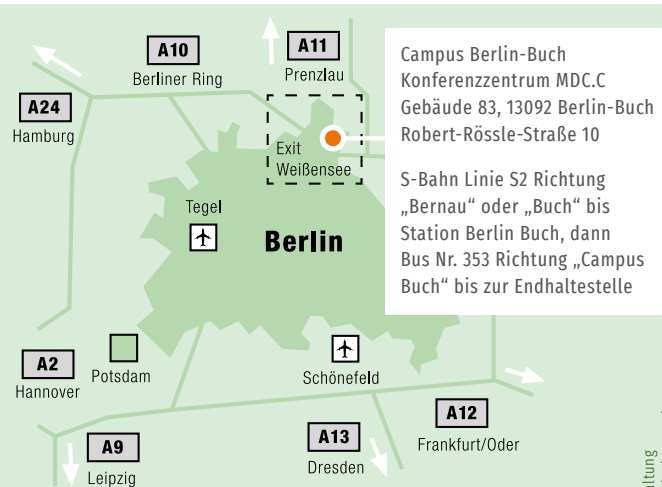 A10
Berliner Ring
A11
Prenzlau
A24
Hamburg
Exit
Weißensee
Campus Berlin-Buch
Konferenzzentrum MDC.C
Gebäude 83, 13092 Berlin-Buch
Robert-Rössle-Straße 10
S-Bahn Linie S2 Richtung
„Bernau“ oder „Buch“ bis
Station Berlin Buch, dann
Bus Nr. 353 Richtung „Campus
Buch“ bis zur Endhaltestelle
Tegel
Berlin
A2
Hannover
Potsdam
Schönefeld
A9
Leipzig
A13
Dresden
A12
Frankfurt/Oder